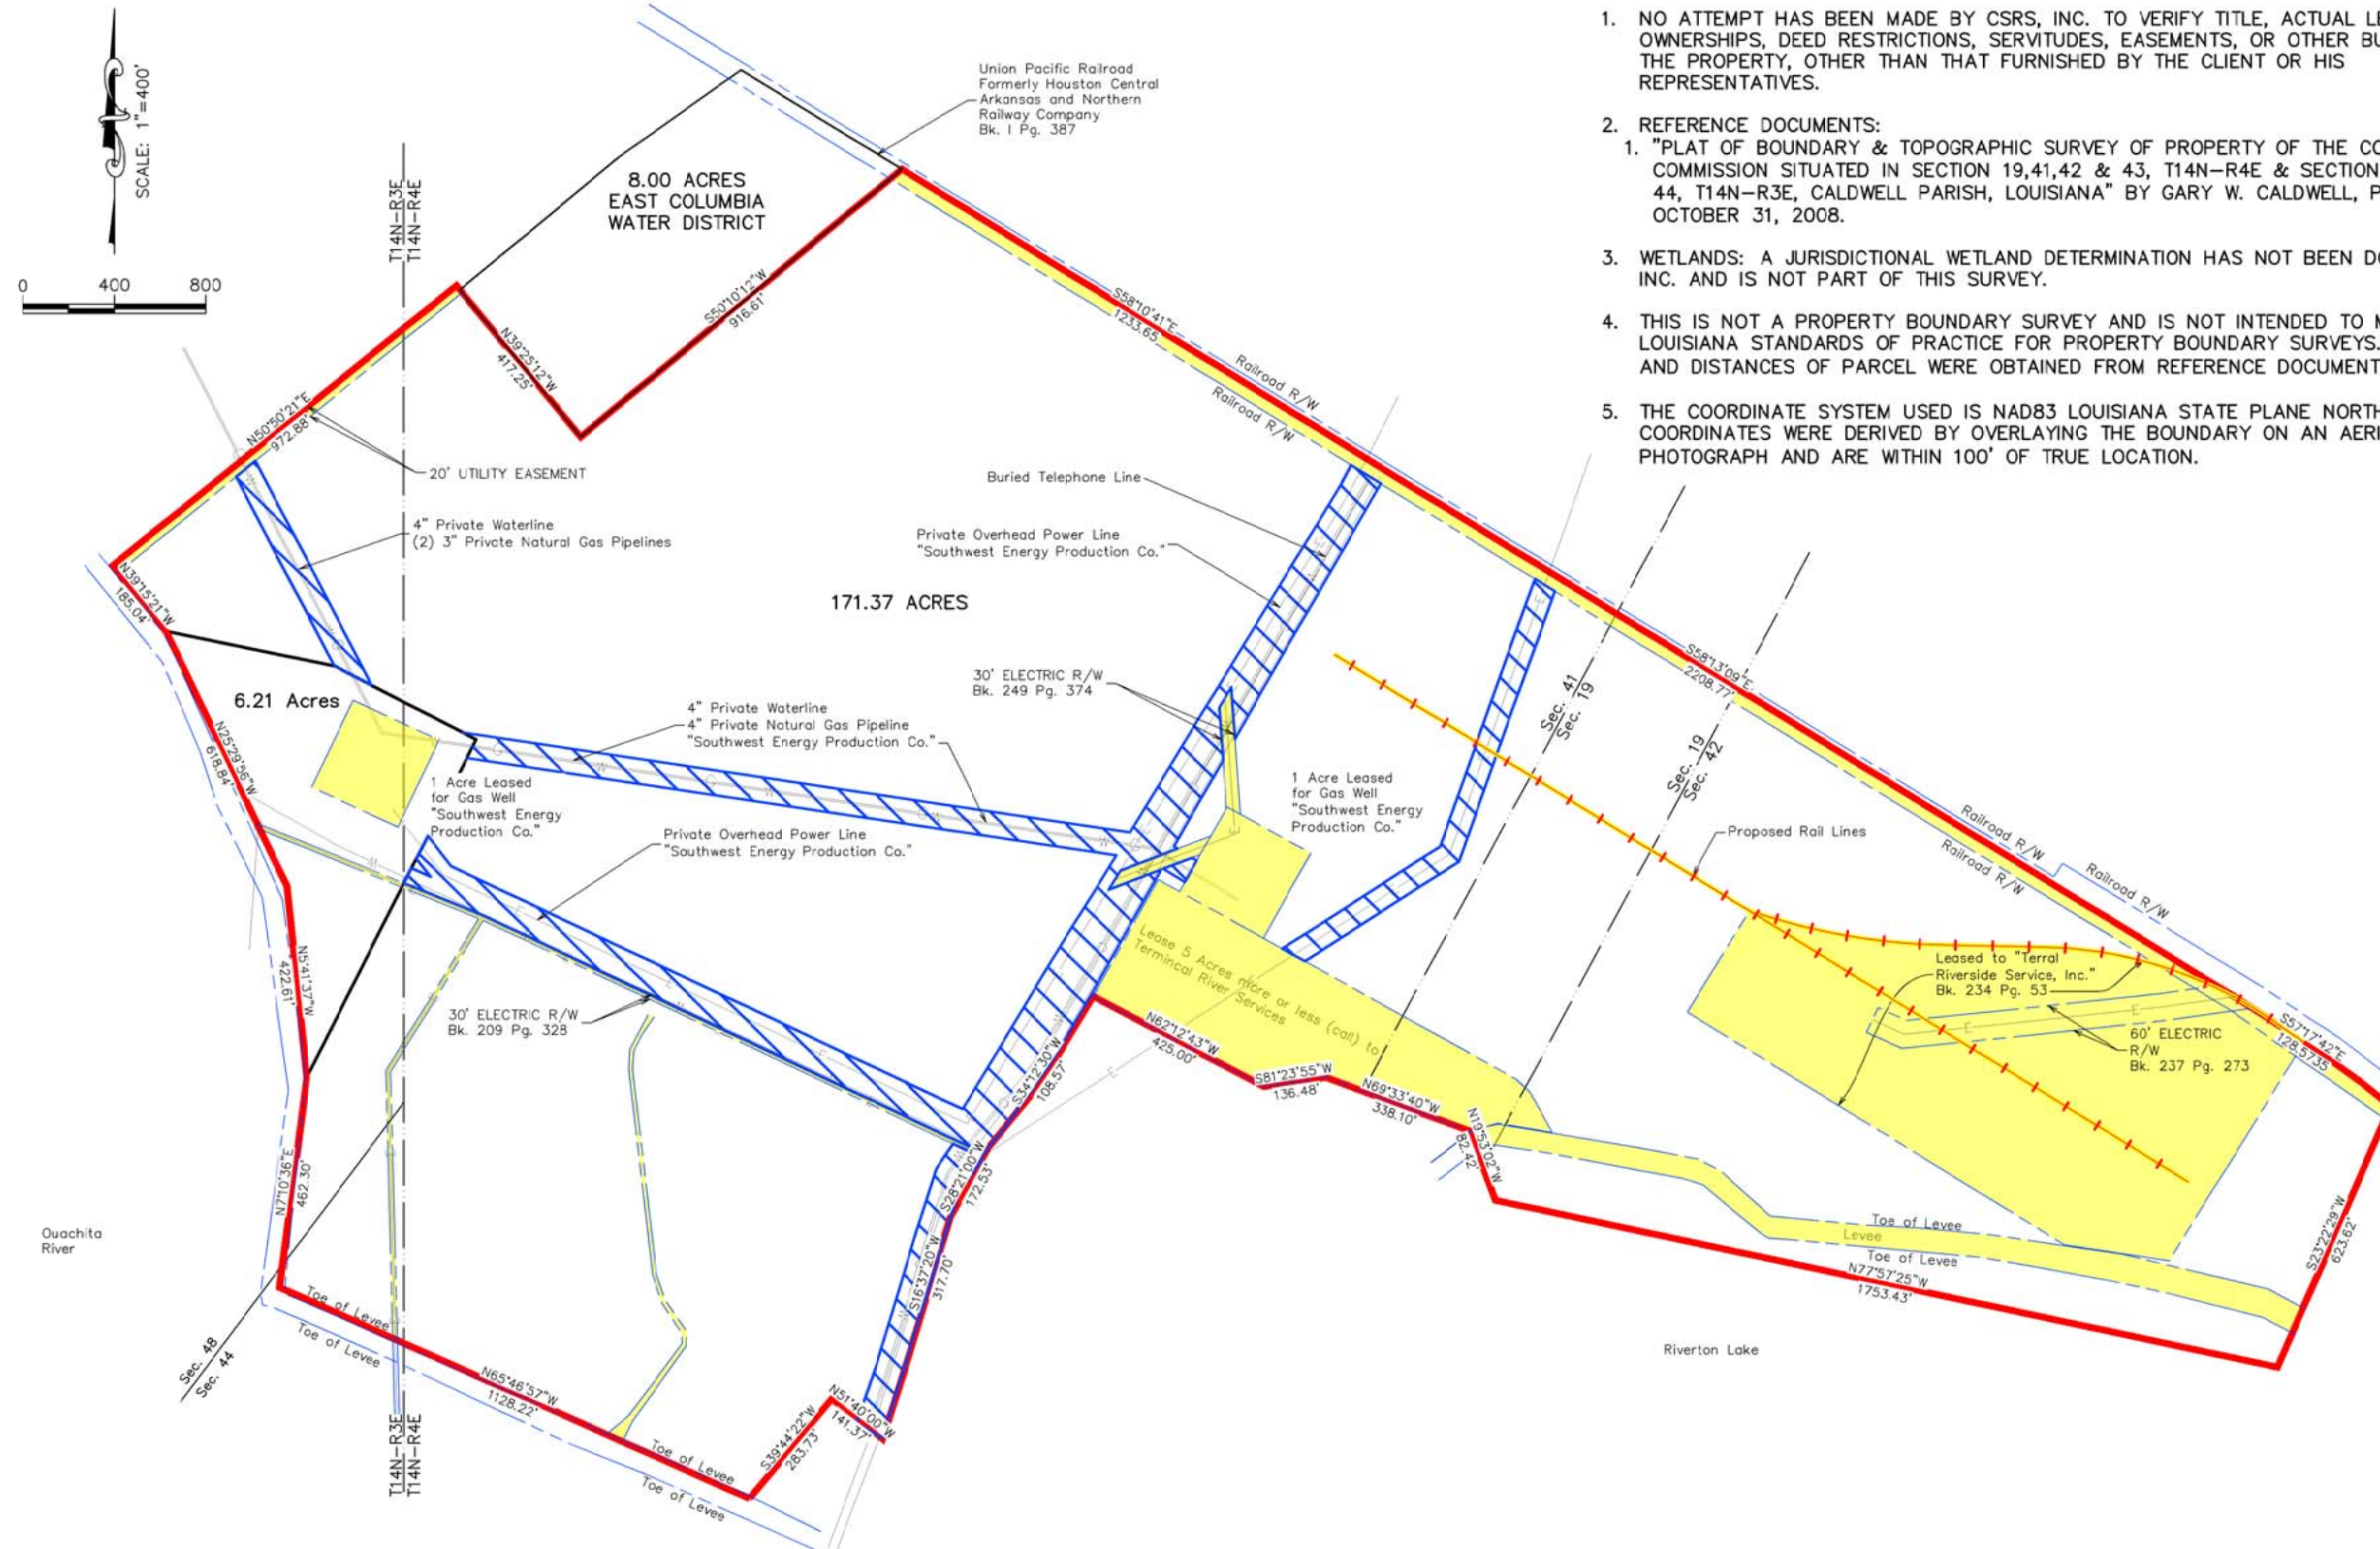 SCALE: 1"=400'
0 400 800
T14N-R3E
T14N-R4E
8.00 ACRES
EAST COLUMBIA
WATER DISTRICT
Union Pacific Railroad
Formerly Houston Central
Arkansas and Northern
Railway Company
Bk. I Pg. 387
1. NO ATTEMPT HAS BEEN MADE BY CSRS, INC. TO VERIFY TITLE, ACTUAL
OWNERSHIPS, DEED RESTRICTIONS, SERVITUDES, EASEMENTS, OR OTHER
THE PROPERTY, OTHER THAN THAT FURNISHED BY THE CLIENT OR HIS
REPRESENTATIVES.
2. REFERENCE DOCUMENTS:
1. "PLAT OF BOUNDARY & TOPOGRAPHIC SURVEY OF PROPERTY OF THE
COMMISSION SITUATED IN SECTION 19,41,42 & 43, T14N-R4E & SECTION
44, T14N-R3E, CALDWELL PARISH, LOUISIANA" BY GARY W. CALDWELL,
OCTOBER 31, 2008.
3. WETLANDS: A JURISDICTIONAL WETLAND DETERMINATION HAS NOT BEEN
INC. AND IS NOT PART OF THIS SURVEY.
4. THIS IS NOT A PROPERTY BOUNDARY SURVEY AND IS NOT INTENDED TO
LOUISIANA STANDARDS OF PRACTICE FOR PROPERTY BOUNDARY SURVEYS.
AND DISTANCES OF PARCEL WERE OBTAINED FROM REFERENCE DOCUMENT
5. THE COORDINATE SYSTEM USED IS NAD83 LOUISIANA STATE PLANE NORTH
COORDINATES WERE DERIVED BY OVERLAYING THE BOUNDARY ON AN
PHOTOGRAPH AND ARE WITHIN 100' OF TRUE LOCATION.
N39°25'12"W
417.25'
S50°10'12"W
916.61'
S58°10'41"E
1233.65'
Railroad R/W
Railroad R/W
N50°50'21"E
972.88'
20' UTILITY EASEMENT
4" Private Waterline
(2) 3" Private Natural Gas Pipelines
Buried Telephone Line
Private Overhead Power Line
"Southwest Energy Production Co."
171.37 ACRES
N39°15'21"W
185.04'
6.21 Acres
30' ELECTRIC R/W
Bk. 249 Pg. 374
4" Private Waterline
4" Private Natural Gas Pipeline
"Southwest Energy Production Co."
Sec. 41
Sec. 19
S58°13'09"E
2208.77'
Sec. 19
Sec. 42
N25°29'56"W
618.84'
1 Acre Leased
for Gas Well
"Southwest Energy
Production Co."
1 Acre Leased
for Gas Well
"Southwest Energy
Production Co."
Private Overhead Power Line
"Southwest Energy Production Co."
Proposed Rail Lines
Railroad R/W
Railroad R/W
Railroad R/W
Lease 5 Acres more or less (call) to
Termincal River Services
Leased to "Terral
Riverside Service, Inc."
Bk. 234 Pg. 53
N5°41'37"W
422.61'
30' ELECTRIC R/W
Bk. 209 Pg. 328
60' ELECTRIC
R/W
Bk. 237 Pg. 273
S57°17'42"E
128.5735
S34°12'30"W
108.57'
N62°12'43"W
425.00'
S81°23'55"W
136.48'
N69°33'40"W
338.10'
N19°53'02"W
82.42'
N7°10'36"E
462.30'
S28°21'00"W
172.53'
Ouachita
River
S16°37'20"W
317.70'
Toe of Levee
Levee
Toe of Levee
N77°57'25"W
1753.43'
S23°22'29"W
623.62'
Riverton Lake
Toe of Levee
Toe of Levee
Sec. 48
Sec. 44
N65°46'57"W
1128.22'
N51°40'00"W
141.37'
S39°44'22"W
283.73'
Toe of Levee
Toe of Levee
T14N-R3E
T14N-R4E